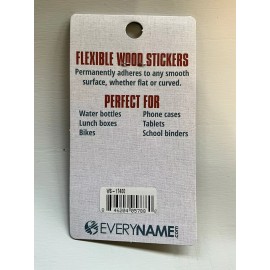 FLEXIBLE WOOD STICKERS
Permanently adheres to any smooth
surface, whether flat or curved.
PERFECT FOR
Water bottles
Lunch boxes
Bikes
Phone cases
Tablets
School binders
EVERYNAME.com